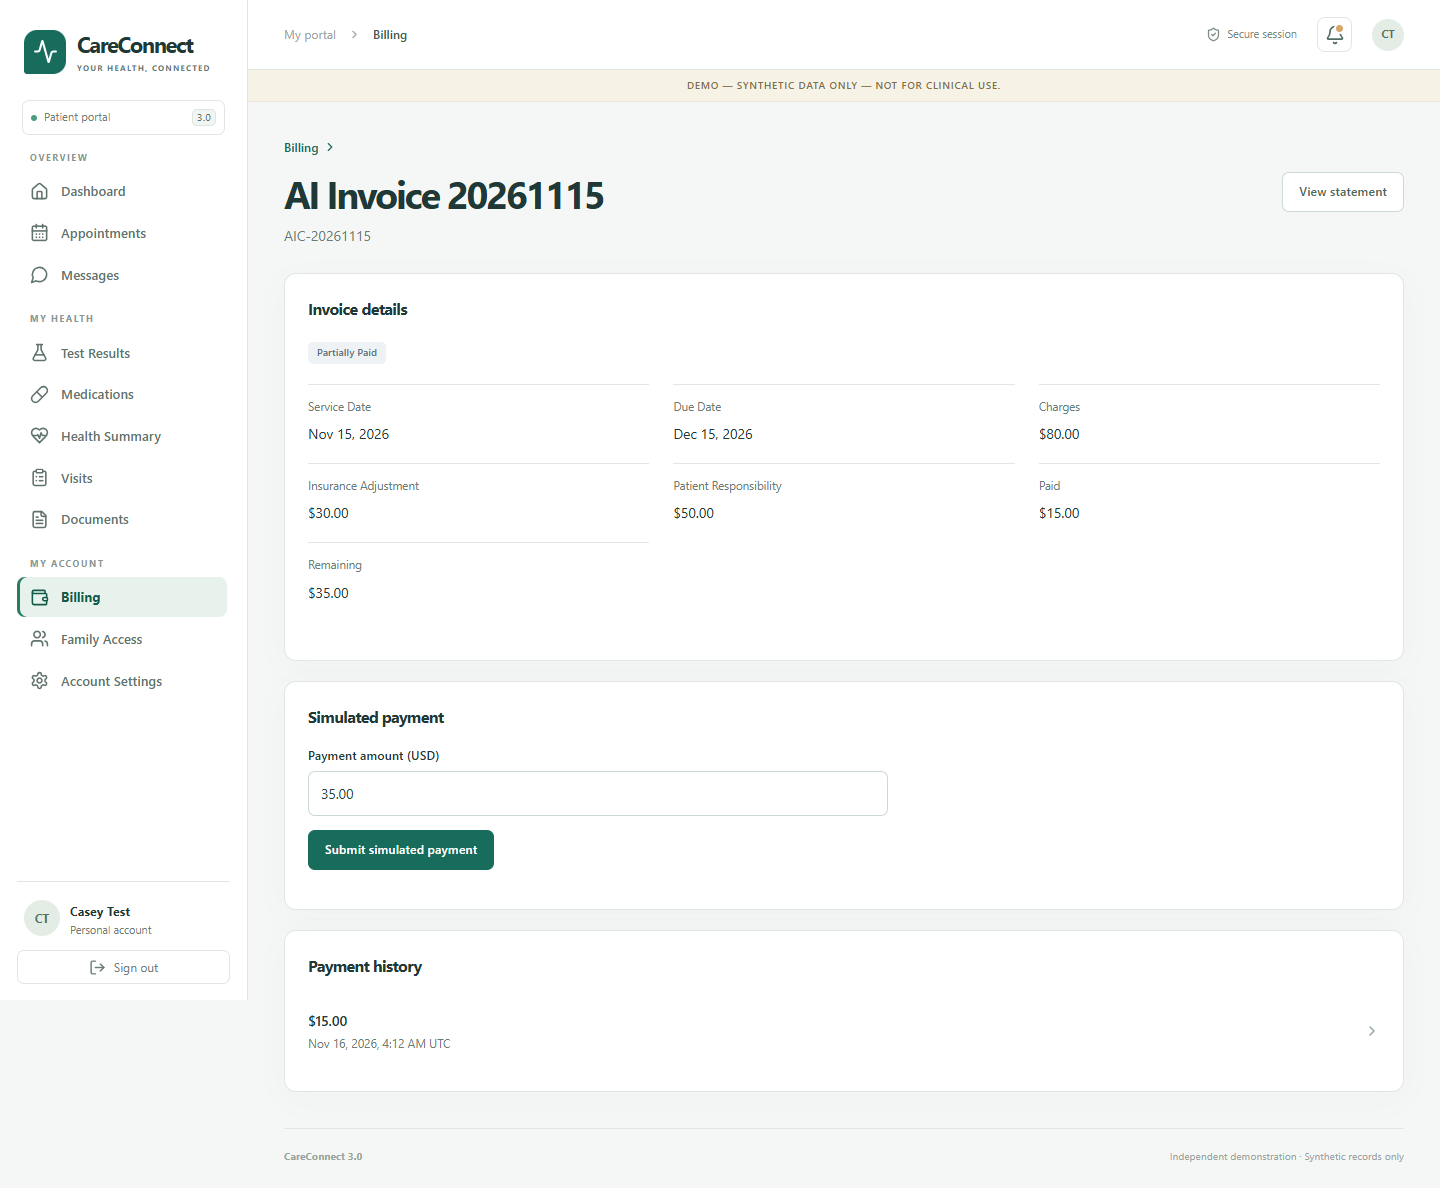 CareConnect
YOUR HEALTH, CONNECTED
Patient portal
3.0
OVERVIEW
Dashboard
Appointments
Messages
MY HEALTH
Test Results
Medications
Health Summary
Visits
Documents
MY ACCOUNT
Billing
Family Access
Account Settings
CT
Casey Test
Personal account
Sign out
My portal
Billing
Secure session
CT
DEMO — SYNTHETIC DATA ONLY — NOT FOR CLINICAL USE.
Billing
AI Invoice 20261115
AIC-20261115
View statement
Invoice details
Partially Paid
Service Date
Nov 15, 2026
Due Date
Dec 15, 2026
Charges
$80.00
Insurance Adjustment
$30.00
Patient Responsibility
$50.00
Paid
$15.00
Remaining
$35.00
Simulated payment
Payment amount (USD)
35.00
Submit simulated payment
Payment history
$15.00
Nov 16, 2026, 4:12 AM UTC
CareConnect 3.0
Independent demonstration · Synthetic records only